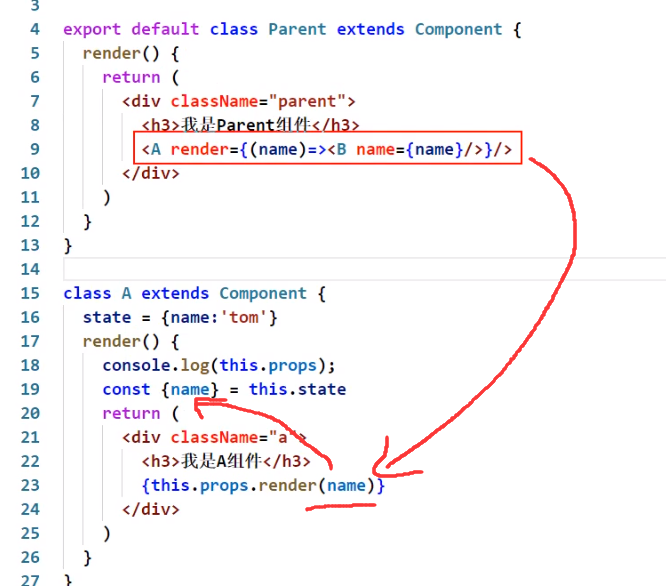 3
4 export default class Parent extends Component {
5   render() {
6     return (
7       <div className="parent">
8         <h3>我是Parent组件</h3>
9         <A render={(name)=><B name={name}/>}/>
10       </div>
11     )
12   }
13 }
14
15 class A extends Component {
16   state = {name:'tom'}
17   render() {
18     console.log(this.props);
19     const {name} = this.state
20     return (
21       <div className="a">
22         <h3>我是A组件</h3>
23         {this.props.render(name)}
24       </div>
25     )
26   }
27 }